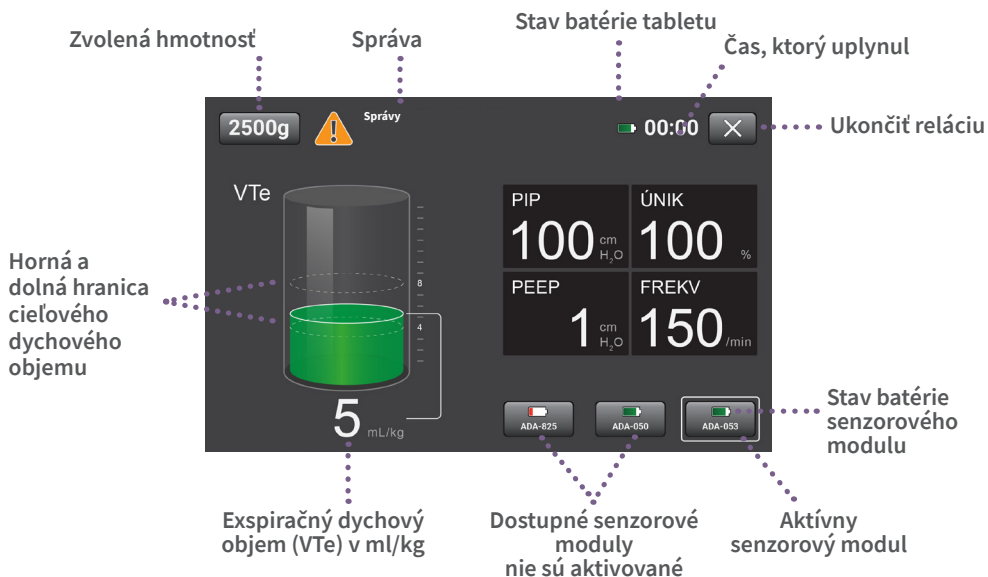 Stav batérie tabletu
Zvolená hmotnosť
Správa
Čas, ktorý uplynul
2500g
Správy
00:00
Ukončiť reláciu
VTe
PIP
100 cm H₂O
ÚNIK
100 %
Horná a
dolná hranica
cieľového
dychového
objemu
8
4
PEEP
1 cm H₂O
FREKV
150 /min
5 mL/kg
ADA-825
ADA-050
ADA-053
Stav batérie
senzorového
modulu
Exspiračný dychový
objem (VTe) v ml/kg
Dostupné senzorové
moduly
nie sú aktivované
Aktívny
senzorový modul